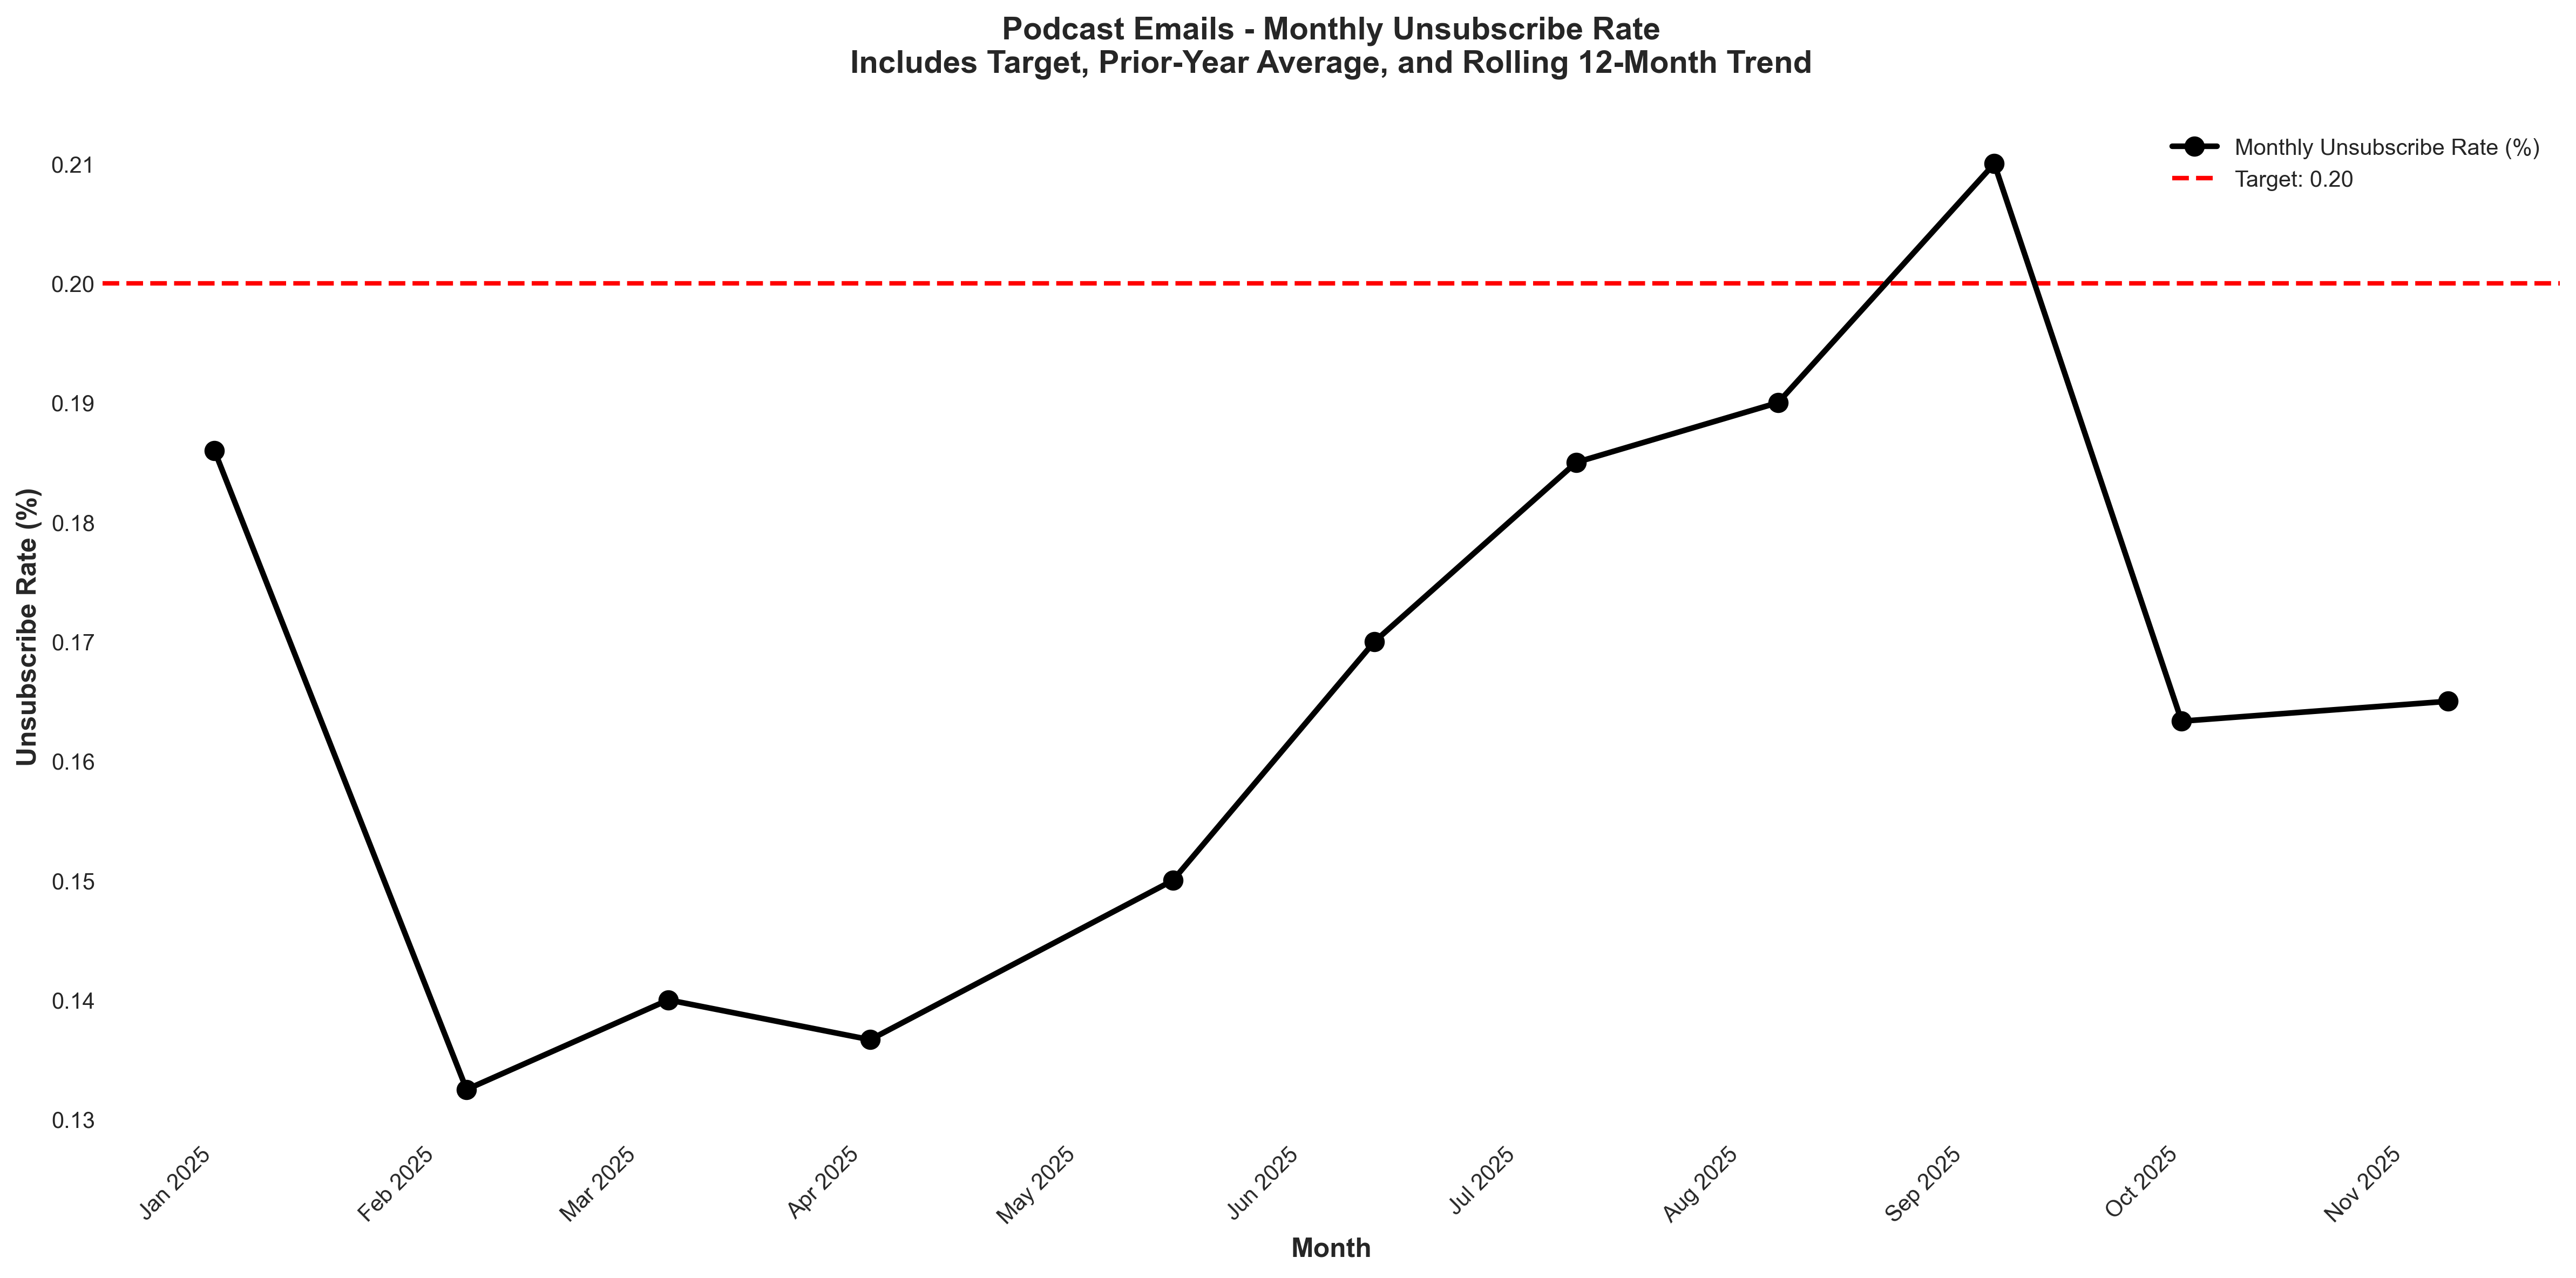 Podcast Emails - Monthly Unsubscribe Rate
Includes Target, Prior-Year Average, and Rolling 12-Month Trend
Monthly Unsubscribe Rate (%)
Target: 0.20
Unsubscribe Rate (%)
0.21
0.20
0.19
0.18
0.17
0.16
0.15
0.14
0.13
Jan 2025
Feb 2025
Mar 2025
Apr 2025
May 2025
Jun 2025
Jul 2025
Aug 2025
Sep 2025
Oct 2025
Nov 2025
Month